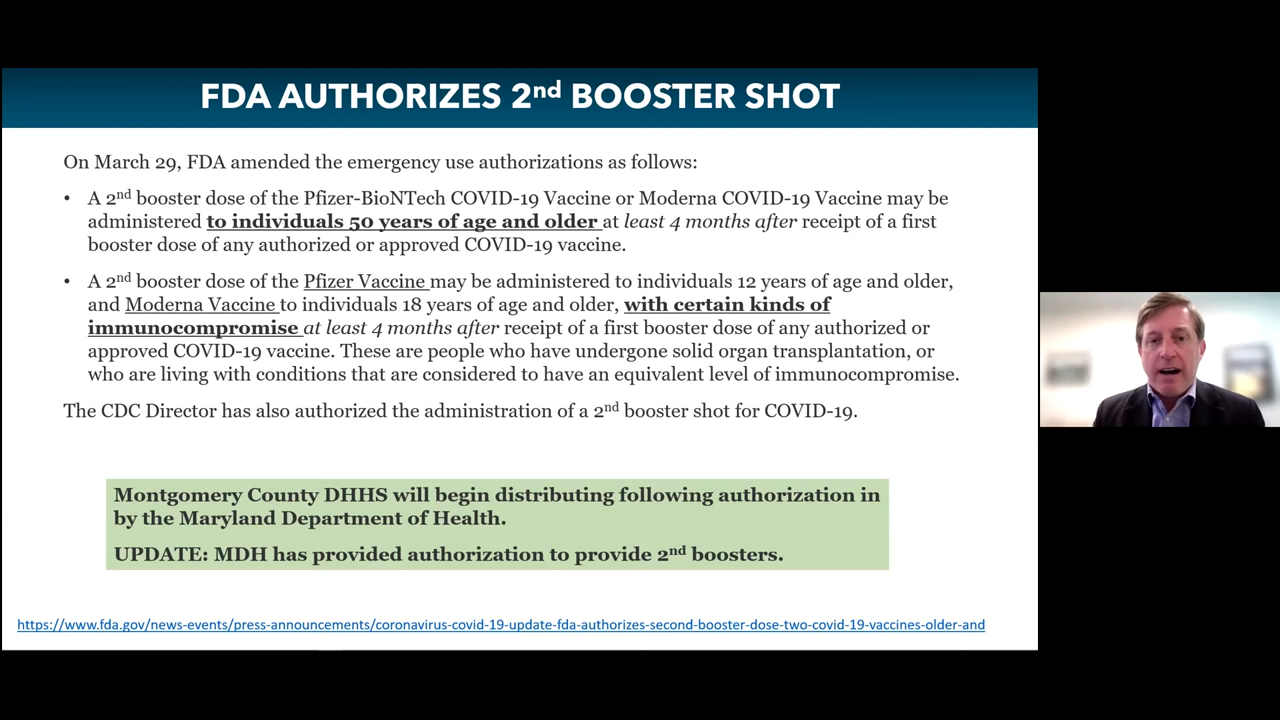 FDA AUTHORIZES 2nd BOOSTER SHOT
On March 29, FDA amended the emergency use authorizations as follows:
• A 2nd booster dose of the Pfizer-BioNTech COVID-19 Vaccine or Moderna COVID-19 Vaccine may be
administered to individuals 50 years of age and older at least 4 months after receipt of a first
booster dose of any authorized or approved COVID-19 vaccine.
• A 2nd booster dose of the Pfizer Vaccine may be administered to individuals 12 years of age and older,
and Moderna Vaccine to individuals 18 years of age and older, with certain kinds of
immunocompromise at least 4 months after receipt of a first booster dose of any authorized or
approved COVID-19 vaccine. These are people who have undergone solid organ transplantation, or
who are living with conditions that are considered to have an equivalent level of immunocompromise.
The CDC Director has also authorized the administration of a 2nd booster shot for COVID-19.
Montgomery County DHHS will begin distributing following authorization in
by the Maryland Department of Health.
UPDATE: MDH has provided authorization to provide 2nd boosters.
https://www.fda.gov/news-events/press-announcements/coronavirus-covid-19-update-fda-authorizes-second-booster-dose-two-covid-19-vaccines-older-and